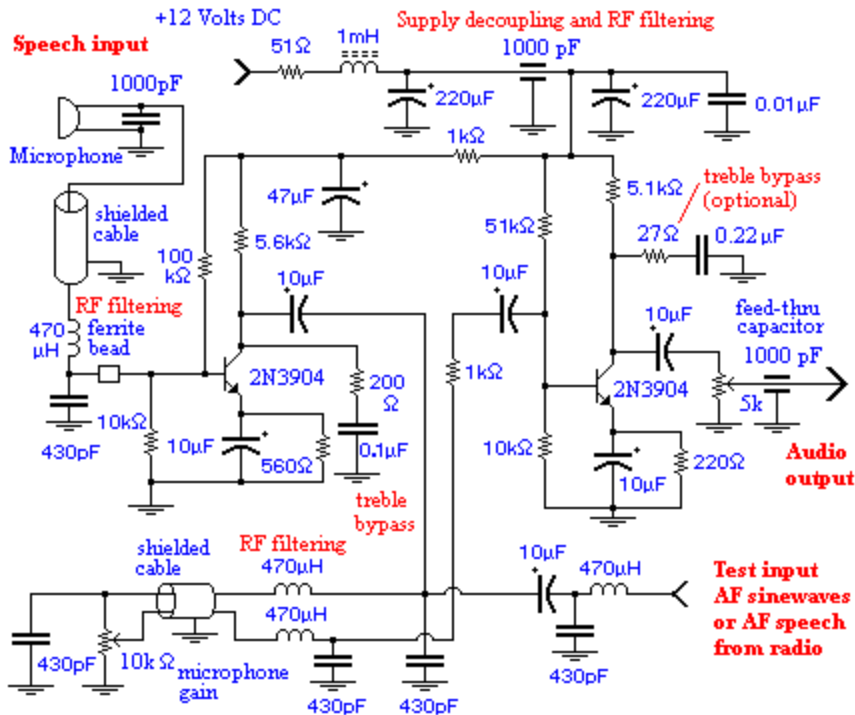 +12 Volts DC
Supply decoupling and RF filtering
Speech input
51Ω
1mH
1000 pF
1000pF
220µF
220µF
0.01µF
Microphone
1kΩ
treble bypass
(optional)
5.1kΩ
47µF
shielded
cable
51kΩ
27Ω
0.22µF
100
kΩ
5.6kΩ
10µF
10µF
RF filtering
10µF
feed-thru
capacitor
470
µH
ferrite
bead
1000 pF
2N3904
1kΩ
2N3904
200
Ω
5k
10kΩ
430pF
10µF
560Ω
0.1µF
10kΩ
10µF
220Ω
Audio
output
treble
bypass
shielded
cable
RF filtering
470µH
10µF
470µH
Test input
AF sinewaves
or AF speech
from radio
470µH
430pF
10k Ω
microphone
gain
430pF
430pF
430pF